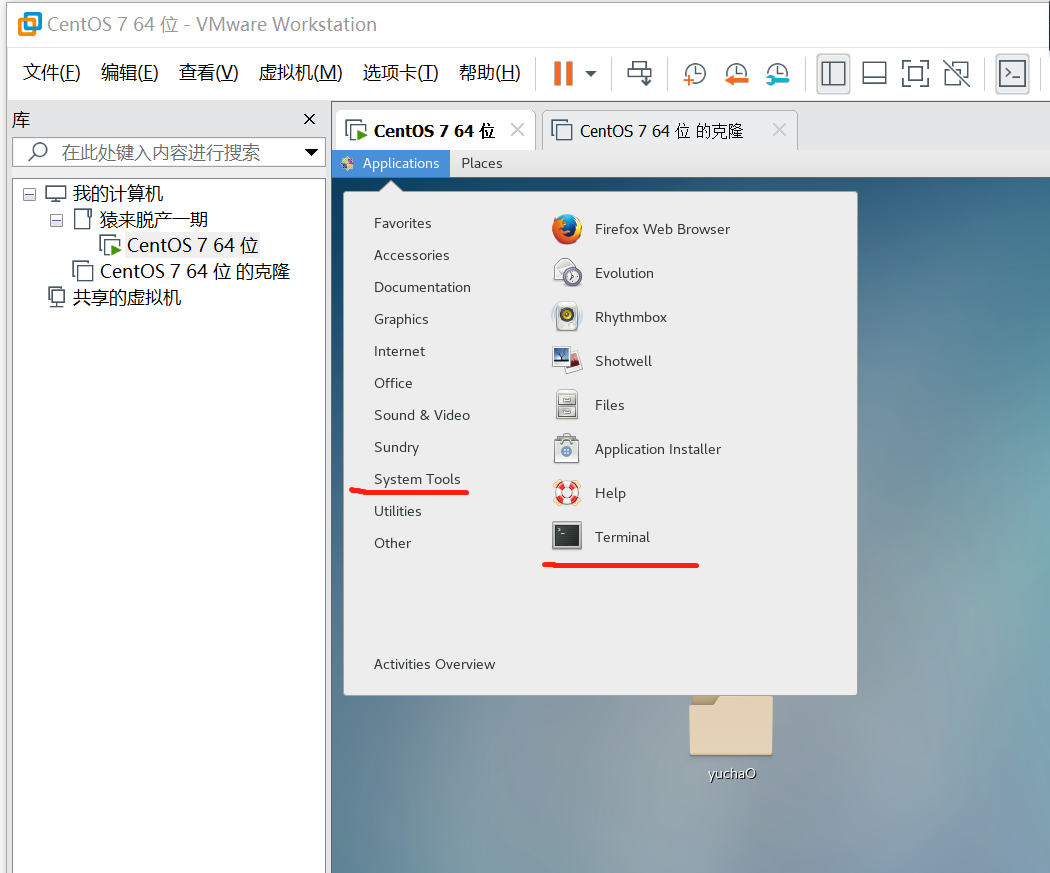 CentOS 7 64 位 - VMware Workstation
文件(F) 编辑(E) 查看(V) 虚拟机(M) 选项卡(T) 帮助(H)
库
在此处键入内容进行搜索
我的计算机
猿来脱产一期
CentOS 7 64 位
CentOS 7 64 位 的克隆
共享的虚拟机
CentOS 7 64 位 CentOS 7 64 位 的克隆
Applications Places
Favorites
Accessories
Documentation
Graphics
Internet
Office
Sound & Video
Sundry
System Tools
Utilities
Other
Activities Overview
Firefox Web Browser
Evolution
Rhythmbox
Shotwell
Files
Application Installer
Help
Terminal
yuchaO